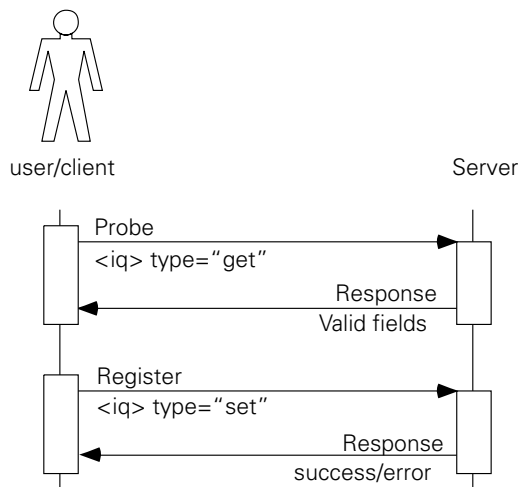 user/client
Server
Probe
<iq> type=“get”
Response
Valid fields
Register
<iq> type=“set”
Response
success/error